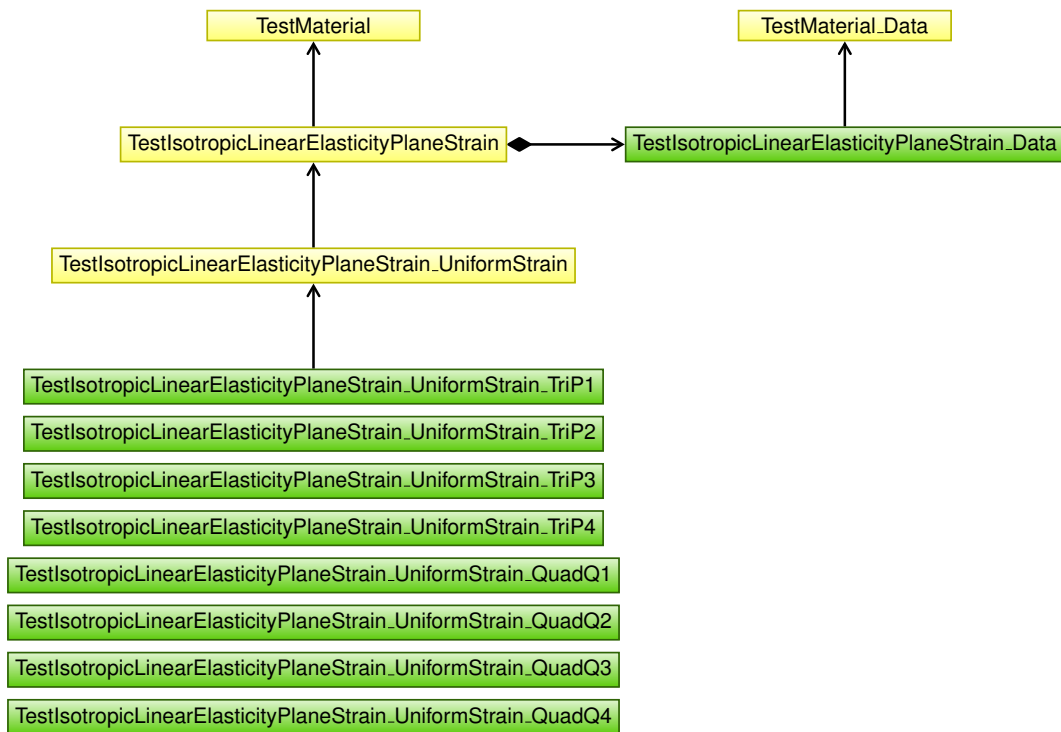 TestMaterial
TestMaterial_Data
TestIsotropicLinearElasticityPlaneStrain
TestIsotropicLinearElasticityPlaneStrain_Data
TestIsotropicLinearElasticityPlaneStrain_UniformStrain
TestIsotropicLinearElasticityPlaneStrain_UniformStrain_TriP1
TestIsotropicLinearElasticityPlaneStrain_UniformStrain_TriP2
TestIsotropicLinearElasticityPlaneStrain_UniformStrain_TriP3
TestIsotropicLinearElasticityPlaneStrain_UniformStrain_TriP4
TestIsotropicLinearElasticityPlaneStrain_UniformStrain_QuadQ1
TestIsotropicLinearElasticityPlaneStrain_UniformStrain_QuadQ2
TestIsotropicLinearElasticityPlaneStrain_UniformStrain_QuadQ3
TestIsotropicLinearElasticityPlaneStrain_UniformStrain_QuadQ4